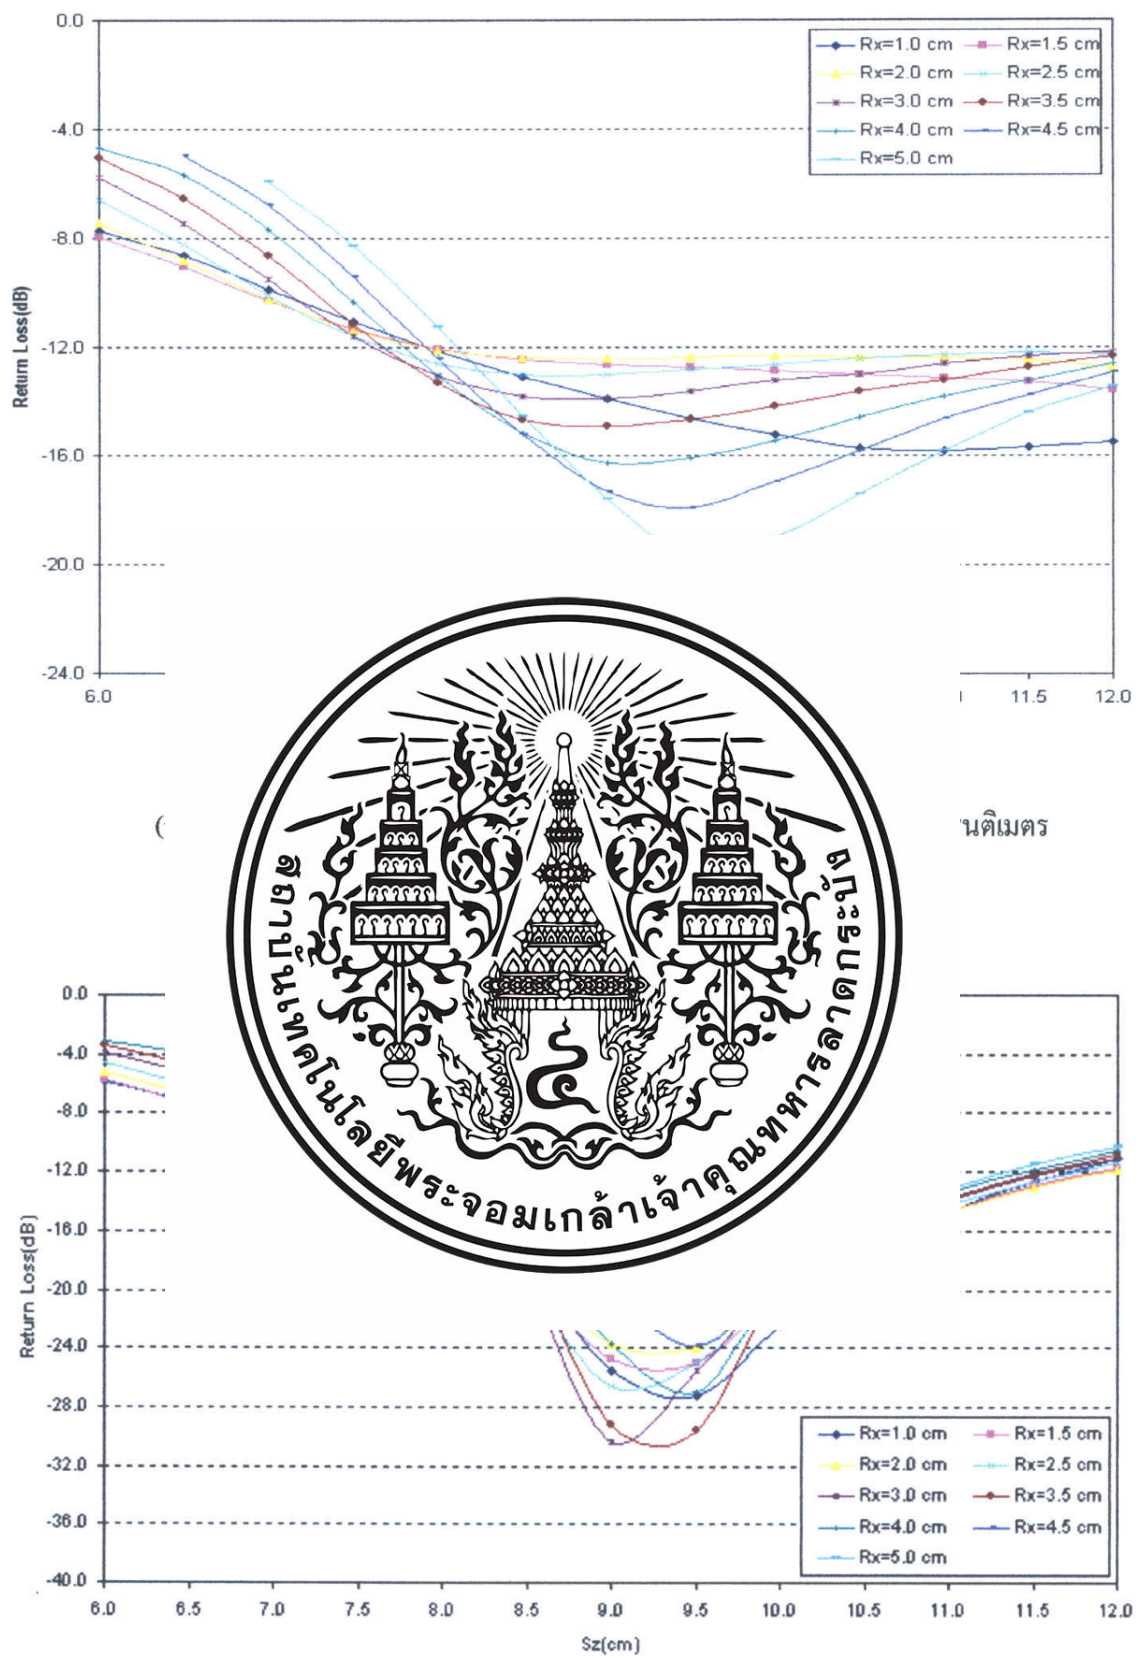 0.0
Rx=1.0 cm Rx=1.5 cm
Rx=2.0 cm Rx=2.5 cm
Rx=3.0 cm Rx=3.5 cm
Rx=4.0 cm Rx=4.5 cm
Rx=5.0 cm
-4.0
-8.0
-12.0
-16.0
-20.0
-24.0
Return Loss(dB)
6.0 11.5 12.0
นติเมตร
สถาบันเทคโนโลยีพระจอมเกล้าเจ้าคุณทหารลาดกระบัง
0.0
-4.0
-8.0
-12.0
-16.0
-20.0
-24.0
-28.0
-32.0
-36.0
-40.0
Return Loss(dB)
Rx=1.0 cm Rx=1.5 cm
Rx=2.0 cm Rx=2.5 cm
Rx=3.0 cm Rx=3.5 cm
Rx=4.0 cm Rx=4.5 cm
Rx=5.0 cm
6.0 6.5 7.0 7.5 8.0 8.5 9.0 9.5 10.0 10.5 11.0 11.5 12.0
Sz(cm)